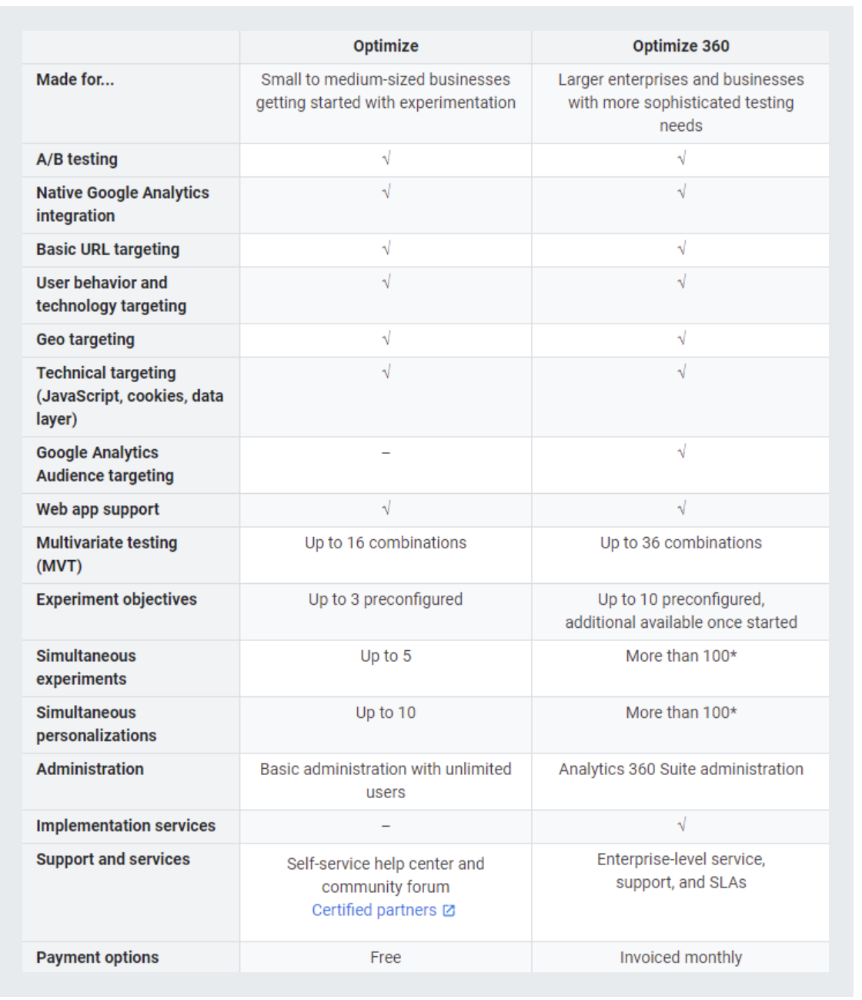 Optimize
Optimize 360
Made for...
Small to medium-sized businesses
getting started with experimentation
Larger enterprises and businesses
with more sophisticated testing
needs
A/B testing
√
√
Native Google Analytics
integration
√
√
Basic URL targeting
√
√
User behavior and
technology targeting
√
√
Geo targeting
√
√
Technical targeting
(JavaScript, cookies, data
layer)
√
√
Google Analytics
Audience targeting
–
√
Web app support
√
√
Multivariate testing
(MVT)
Up to 16 combinations
Up to 36 combinations
Experiment objectives
Up to 3 preconfigured
Up to 10 preconfigured,
additional available once started
Simultaneous
experiments
Up to 5
More than 100*
Simultaneous
personalizations
Up to 10
More than 100*
Administration
Basic administration with unlimited
users
Analytics 360 Suite administration
Implementation services
–
√
Support and services
Self-service help center and
community forum
Certified partners
Enterprise-level service,
support, and SLAs
Payment options
Free
Invoiced monthly